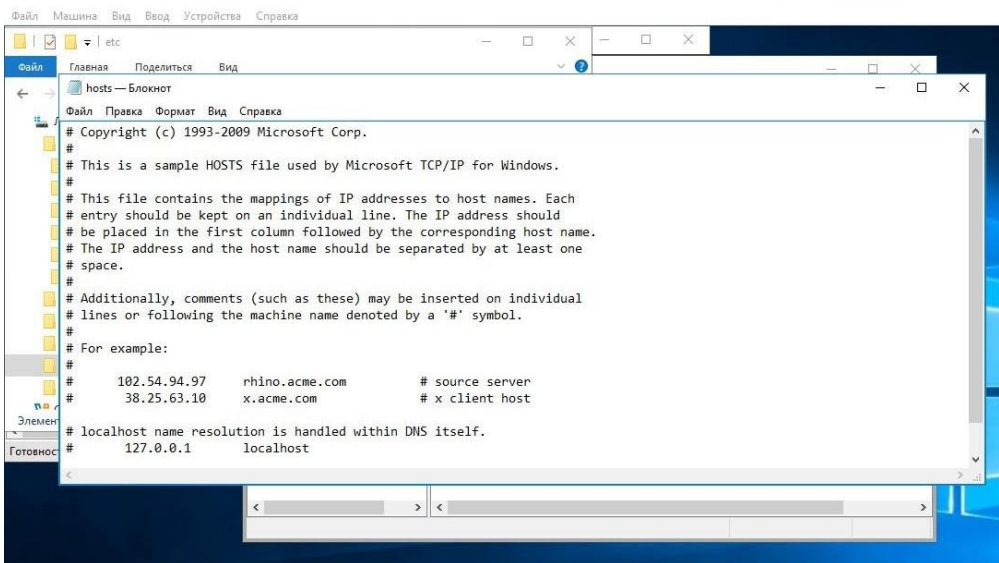 Файл Машина Вид Ввод Устройства Справка
etc
Файл Главная Поделиться Вид
hosts — Блокнот
Файл Правка Формат Вид Справка
# Copyright (c) 1993-2009 Microsoft Corp.
#
# This is a sample HOSTS file used by Microsoft TCP/IP for Windows.
#
# This file contains the mappings of IP addresses to host names. Each
# entry should be kept on an individual line. The IP address should
# be placed in the first column followed by the corresponding host name.
# The IP address and the host name should be separated by at least one
# space.
#
# Additionally, comments (such as these) may be inserted on individual
# lines or following the machine name denoted by a '#' symbol.
#
# For example:
#
#      102.54.94.97     rhino.acme.com          # source server
#       38.25.63.10     x.acme.com              # x client host
# localhost name resolution is handled within DNS itself.
#       127.0.0.1       localhost
Элемен
Готовнос